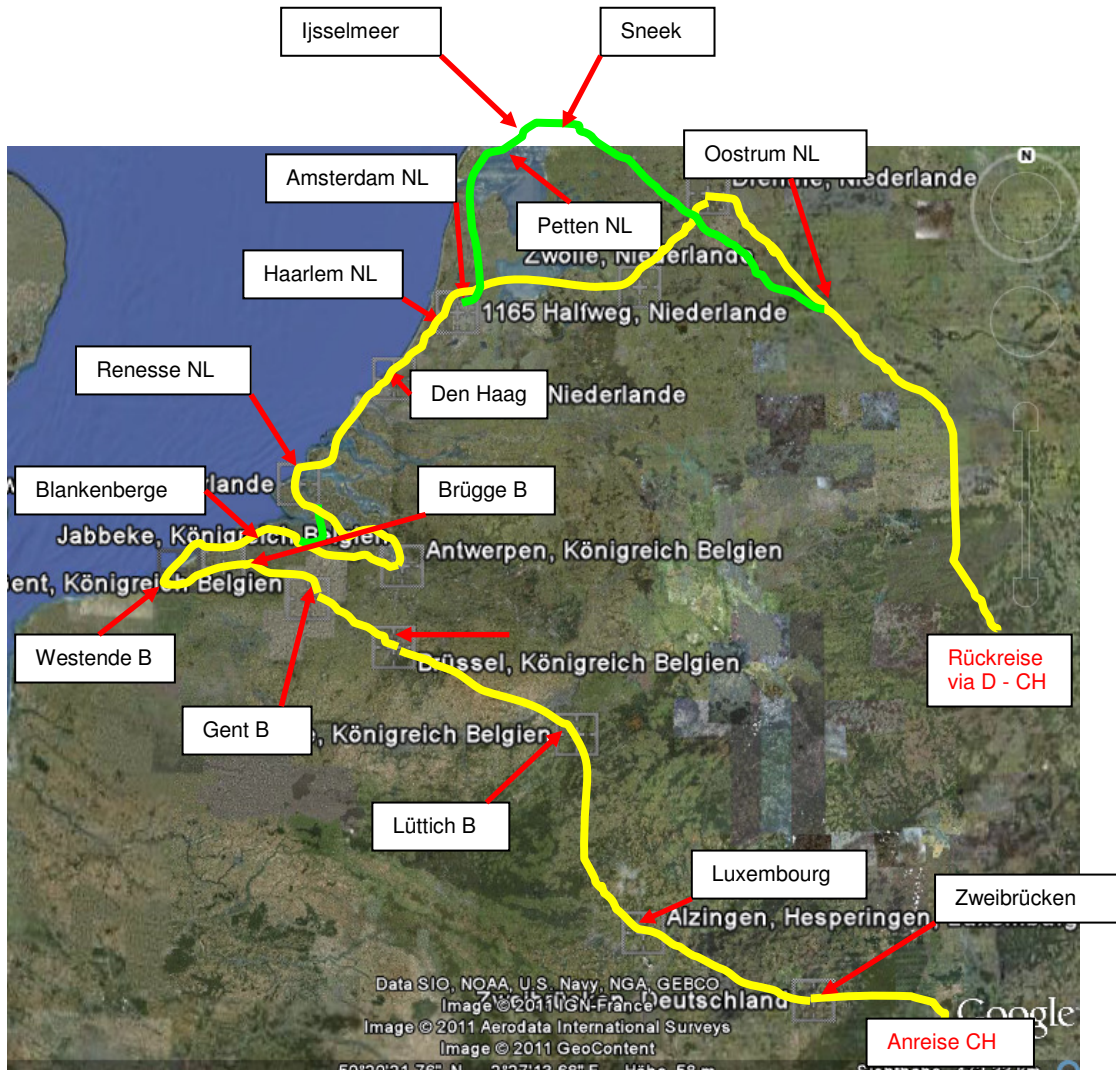 Ijsselmeer
Sneek
Amsterdam NL
Oostrum NL
Niederlande
Petten NL
Haarlem NL
Zwolle, Niederlande
1165 Halfweg, Niederlande
Renesse NL
Den Haag
Niederlande
Blankenberge
Brügge B
Jabbeke, Königreich Belgien
Antwerpen, Königreich Belgien
Gent, Königreich Belgien
Westende B
Brüssel, Königreich Belgien
Rückreise
via D - CH
Gent B
Königreich Belgien
Lüttich B
Luxembourg
Zweibrücken
Alzingen, Hesperingen,
Data SIO, NOAA, U.S. Navy, NGA, GEBCO
Zweibrücken, Deutschland
Image © 2011 IGN-France
Google
Image © 2011 Aerodata International Surveys
Anreise CH
Image © 2011 GeoContent
N